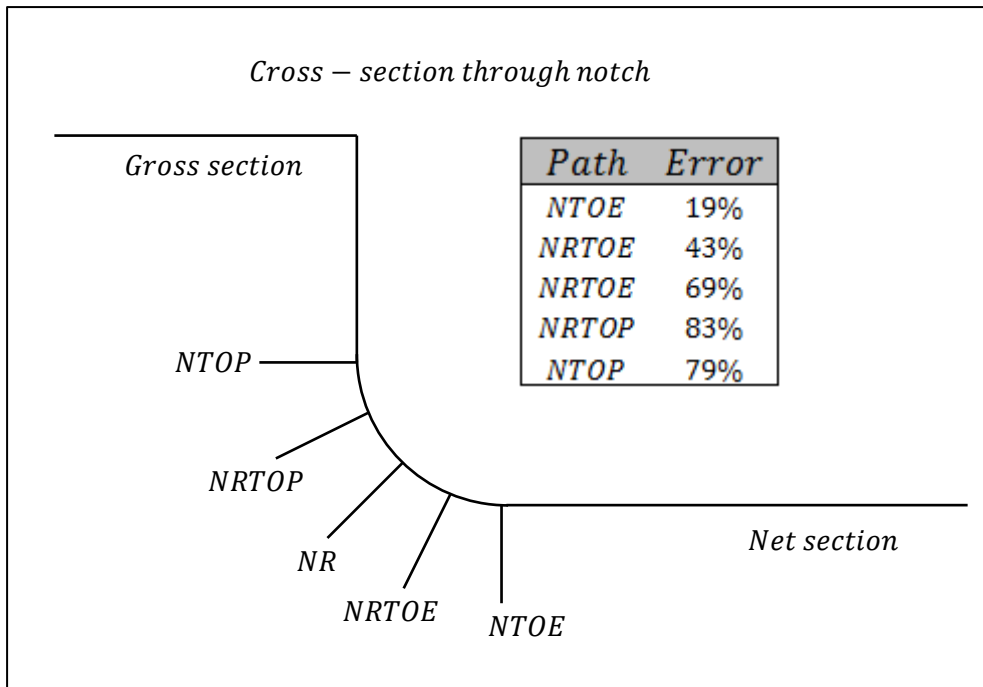 Cross − section through notch
Gross section
Path Error
NTOE 19%
NRTOE 43%
NRTOE 69%
NRTOP 83%
NTOP 79%
NTOP
NRTOP
NR
NRTOE
NTOE
Net section